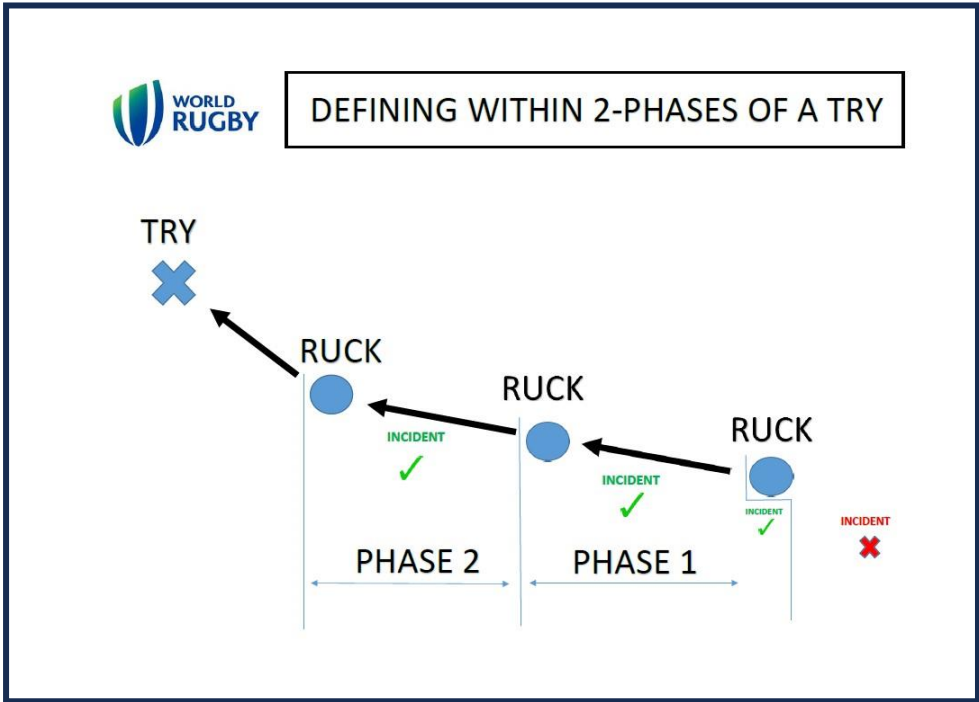 WORLD
RUGBY
DEFINING WITHIN 2-PHASES OF A TRY
TRY
RUCK
RUCK
RUCK
INCIDENT
INCIDENT
INCIDENT
INCIDENT
PHASE 2
PHASE 1